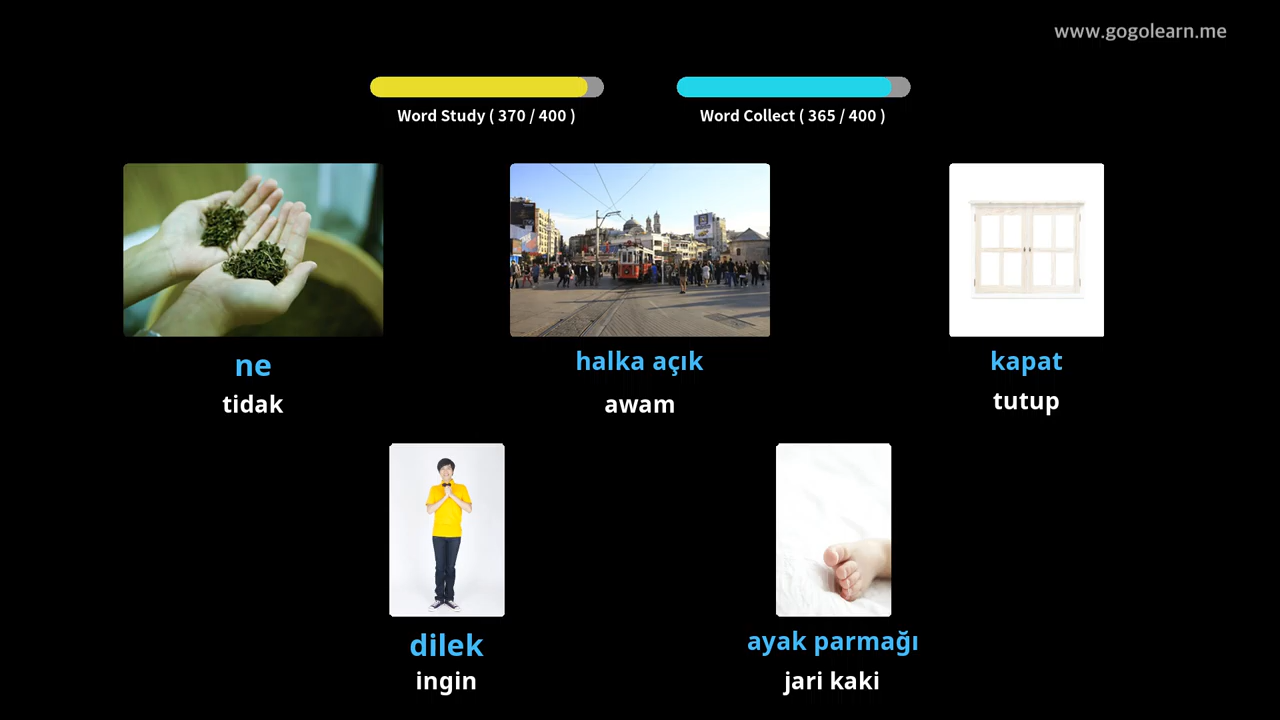 www.gogolearn.me
Word Study ( 370 / 400 )
Word Collect ( 365 / 400 )
ne
tidak
halka açık
awam
kapat
tutup
dilek
ingin
ayak parmağı
jari kaki